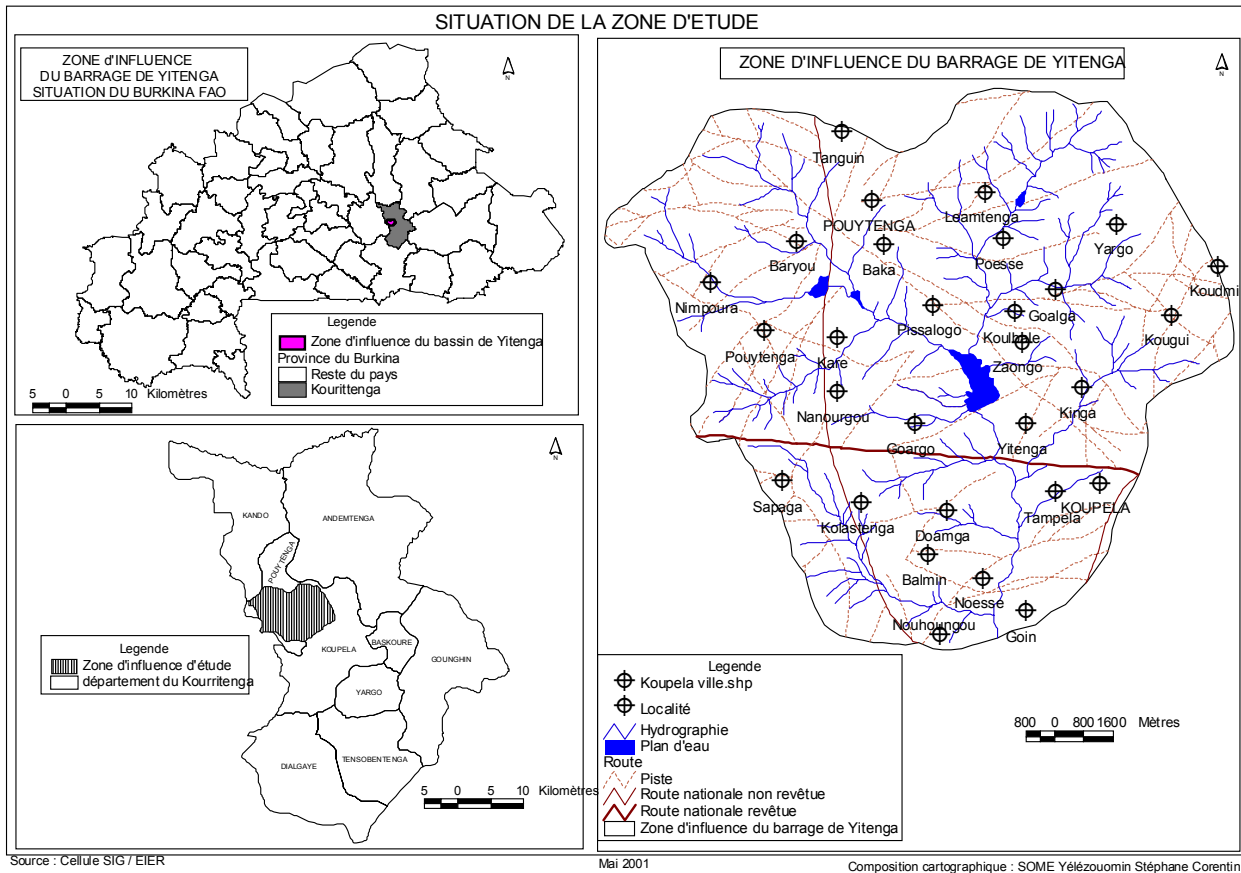 SITUATION DE LA ZONE D'ETUDE
ZONE d'INFLUENCE
DU BARRAGE DE YITENGA
SITUATION DU BURKINA FAO
N
Legende
Zone d'influence du bassin de Yitenga
Province du Burkina
Reste du pays
Kourittenga
5 0 5 10 Kilomètres
N
KANDO
ANDEMTENGA
POUYTENGA
KOUPELA
BASKOURE
GOUNGHIN
YARGO
DIALGAYE
TENSOBENTENGA
Legende
Zone d'influence d'étude
département du Kourritenga
5 0 5 10 Kilomètres
ZONE D'INFLUENCE DU BARRAGE DE YITENGA
N
Tanguin
POUYTENGA
Leamtenga
Yargo
Baryou
Baka
Poesse
Koudmi
Nimpoura
Pissalogo
Goalga
Kougui
Pouytenga
Kare
Koulbale
Zaongo
Nanourgou
Kinga
Goargo
Yitenga
Sapaga
Kolastenga
Doamga
Tampela
KOUPELA
Balmin
Noesse
Nouhoungou
Goin
Legende
Koupela ville.shp
Localité
Hydrographie
Plan d'eau
Route
Piste
Route nationale non revêtue
Route nationale revêtue
Zone d'influence du barrage de Yitenga
800 0 800 1600 Mètres
Source : Cellule SIG / EIER
Mai 2001
Composition cartographique : SOME Yélézouomin Stéphane Corentin